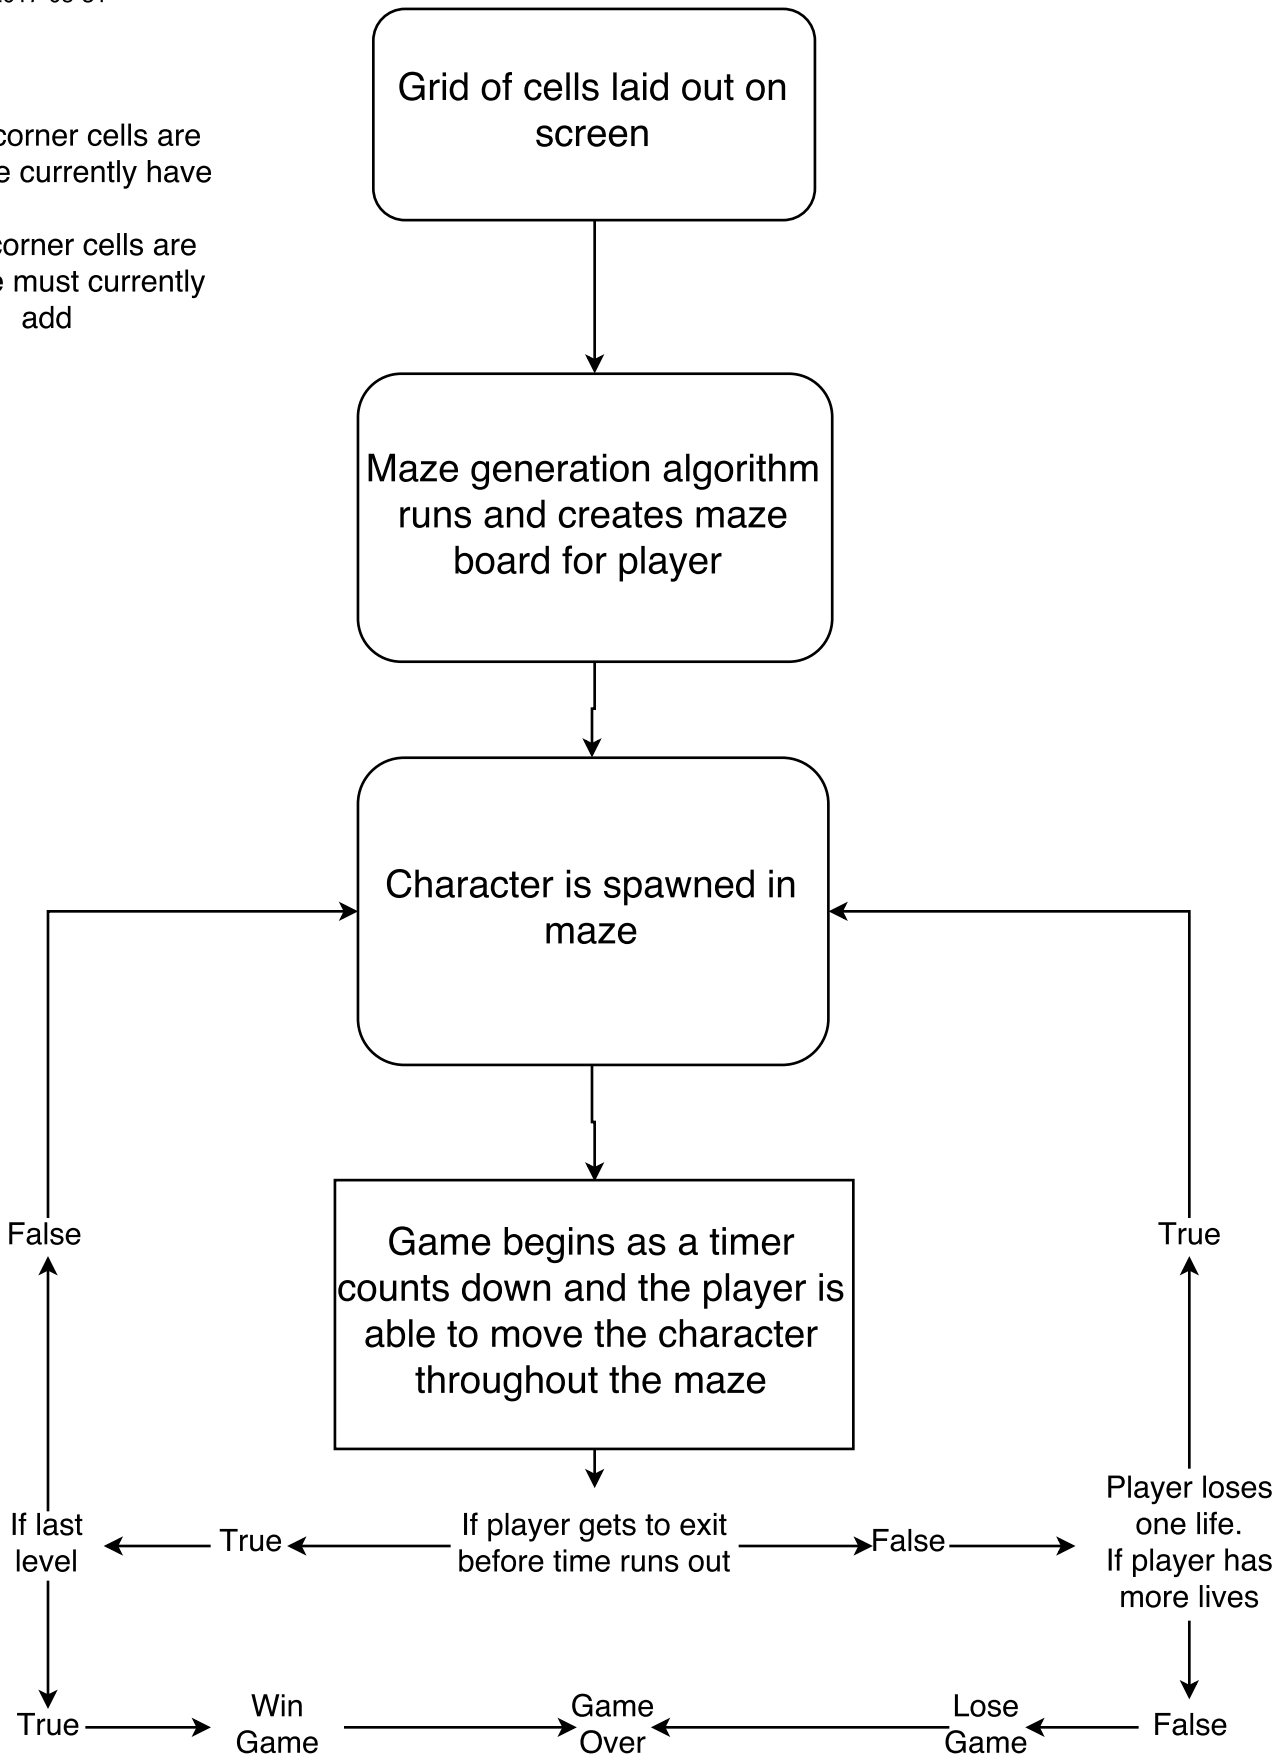 Grid of cells laid out on
screen
corner cells are
currently have
corner cells are
must currently
add
Maze generation algorithm
runs and creates maze
board for player
Character is spawned in
maze
False
True
Game begins as a timer
counts down and the player is
able to move the character
throughout the maze
If last
level
True
If player gets to exit
before time runs out
False
Player loses
one life.
If player has
more lives
True
Win
Game
Game
Over
Lose
Game
False